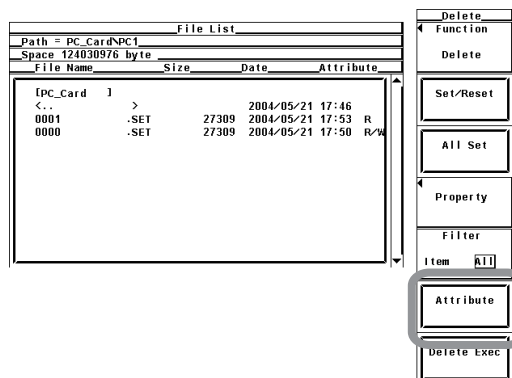 File List
Path = PC_Card\PC1
Space 124030976 byte
File Name Size Date Attribute
[PC_Card ]
<.. > 2004/05/21 17:46
0001 .SET 27309 2004/05/21 17:53 R
0000 .SET 27309 2004/05/21 17:50 R/W
Delete
Function
Delete
Set/Reset
All Set
Property
Filter
Item All
Attribute
Delete Exec